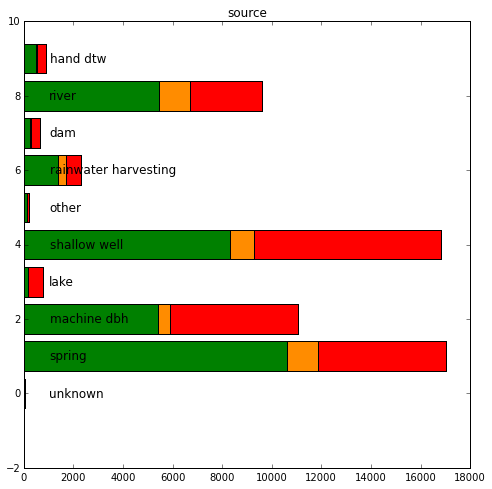 source
10
hand dtw
8
river
dam
6
rainwater harvesting
other
4
shallow well
lake
2
machine dbh
spring
0
unknown
−2
0 2000 4000 6000 8000 10000 12000 14000 16000 18000